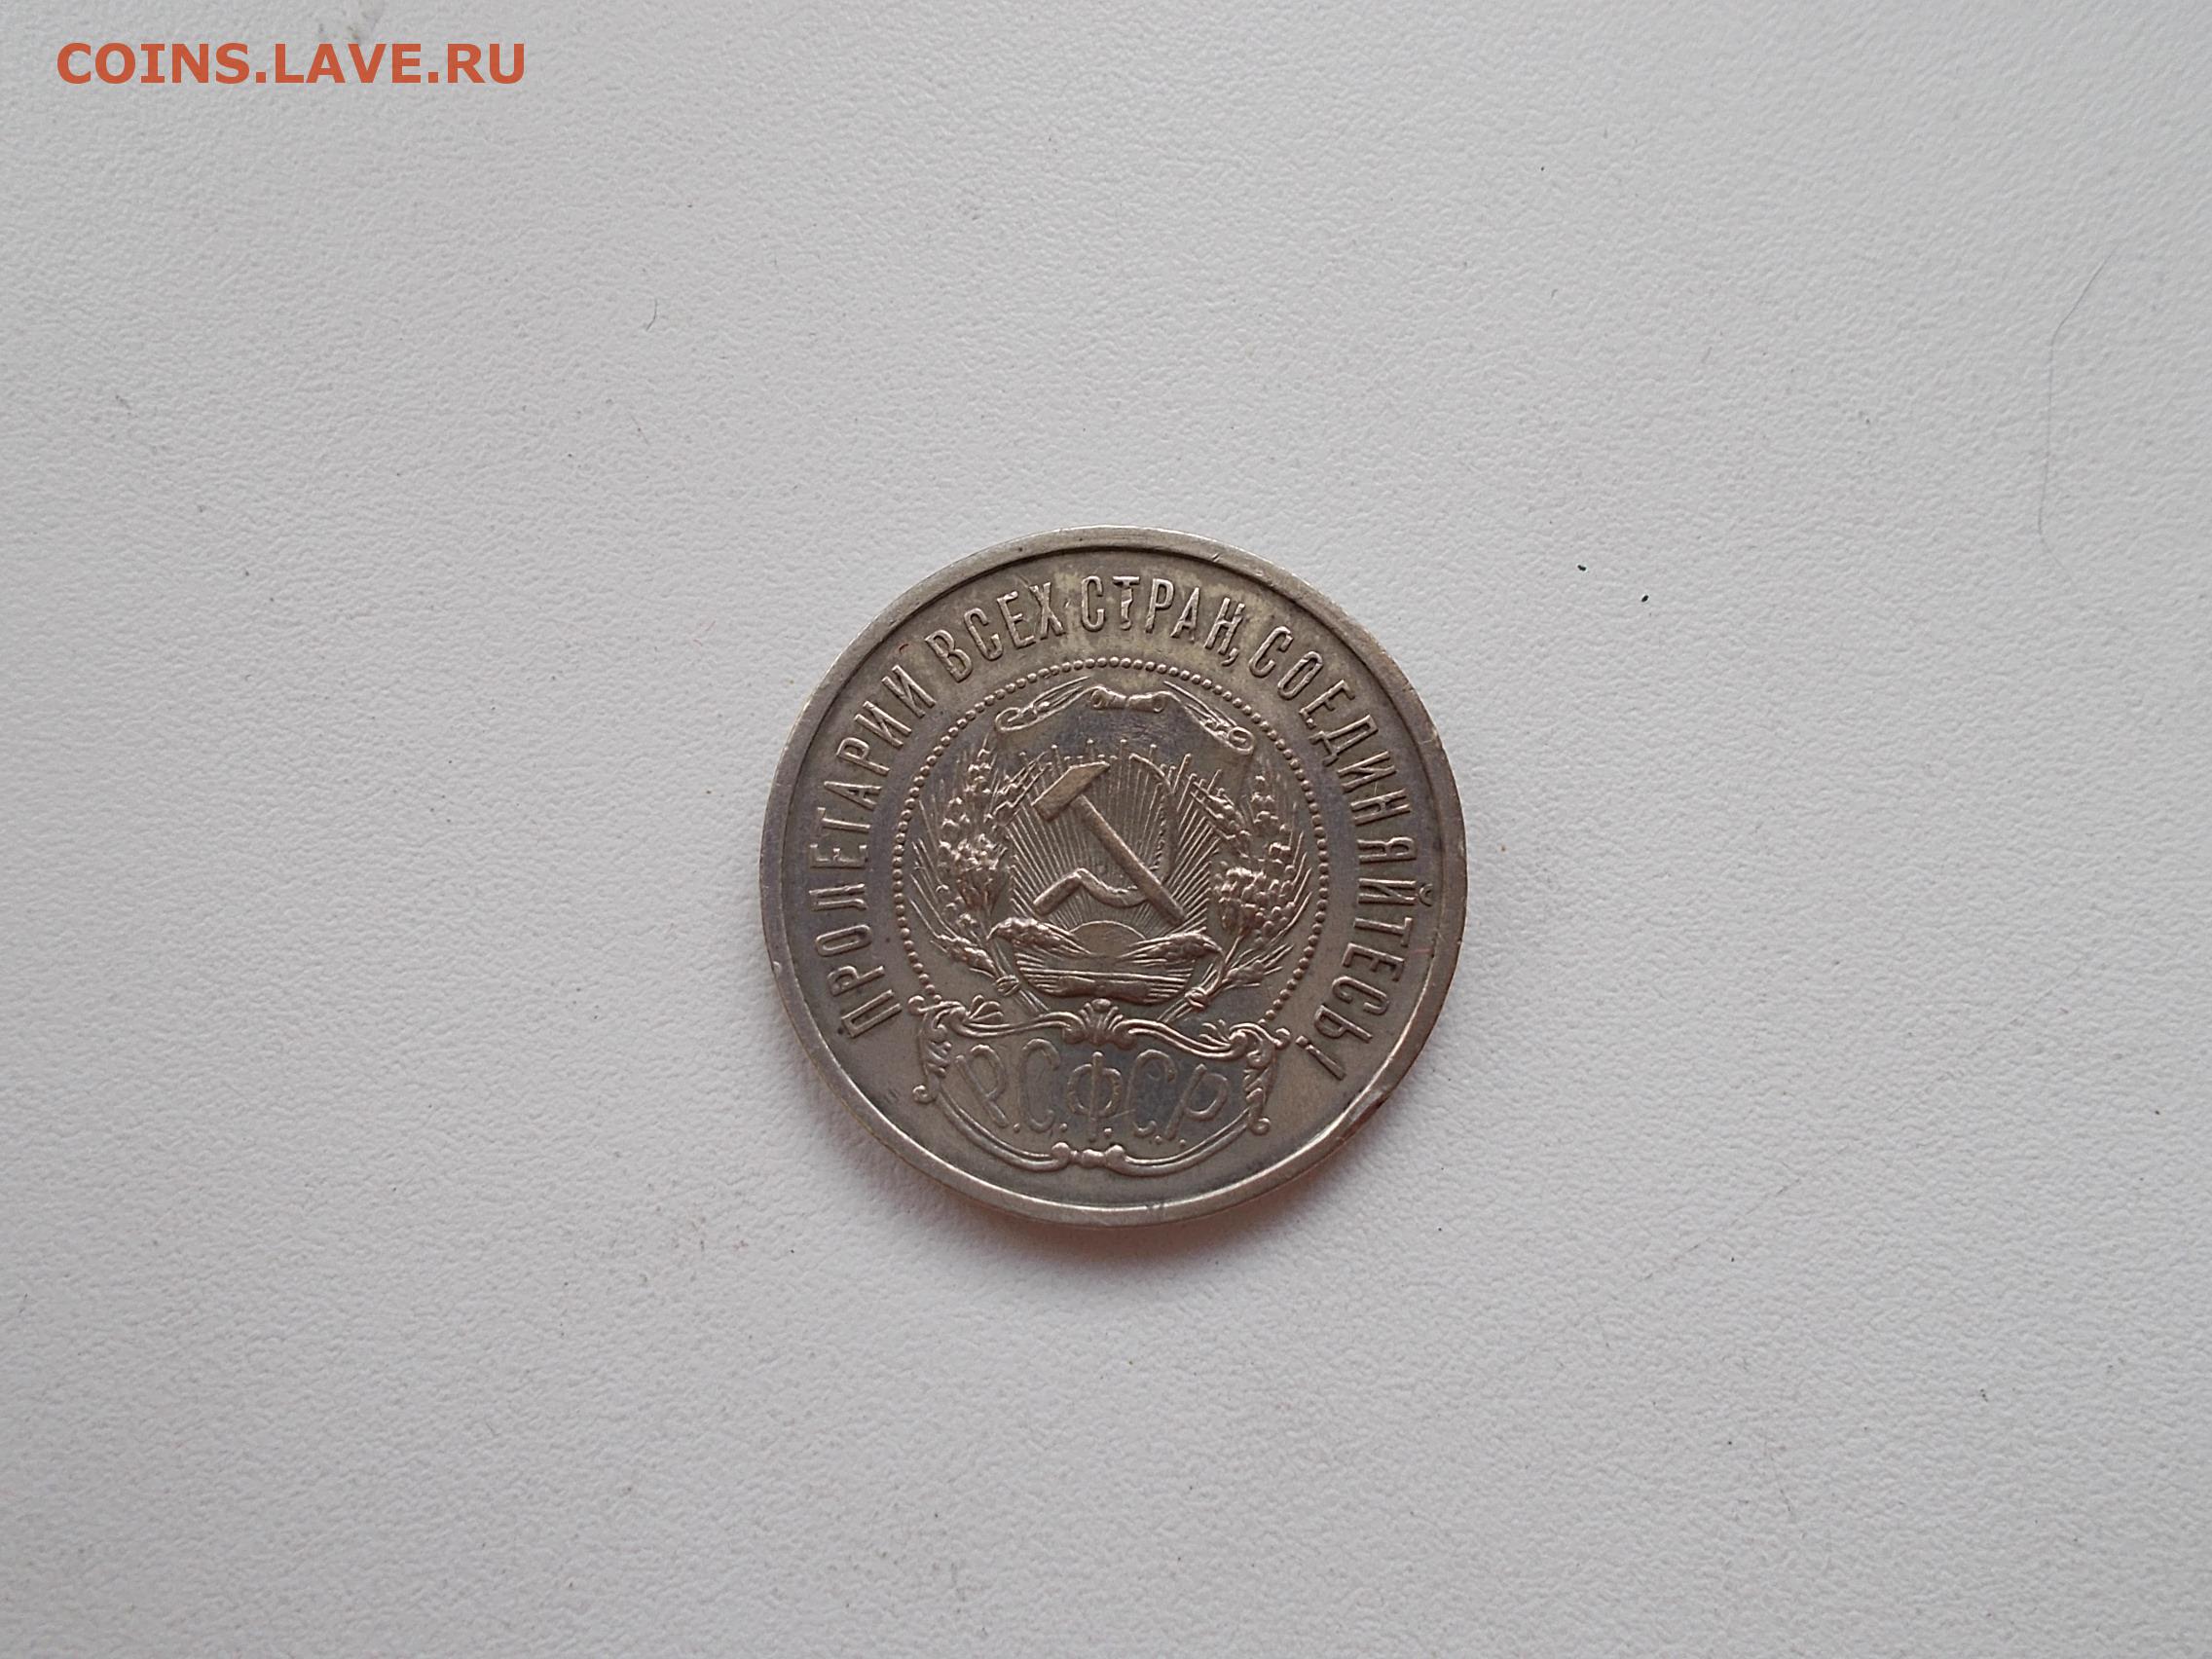 COINS.LAVE.RU
ПРОЛЕТАРИИ ВСЕХ СТРАН, СОЕДИНЯЙТЕСЬ!
Р.С.Ф.С.Р.